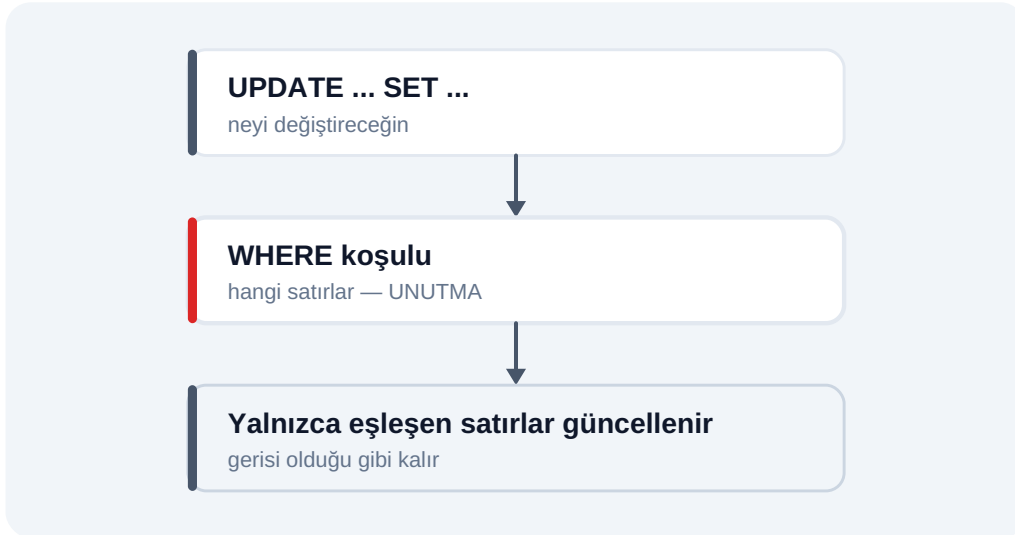 UPDATE ... SET ...
neyi değiştireceğin
WHERE koşulu
hangi satırlar — UNUTMA
Yalnızca eşleşen satırlar güncellenir
gerisi olduğu gibi kalır